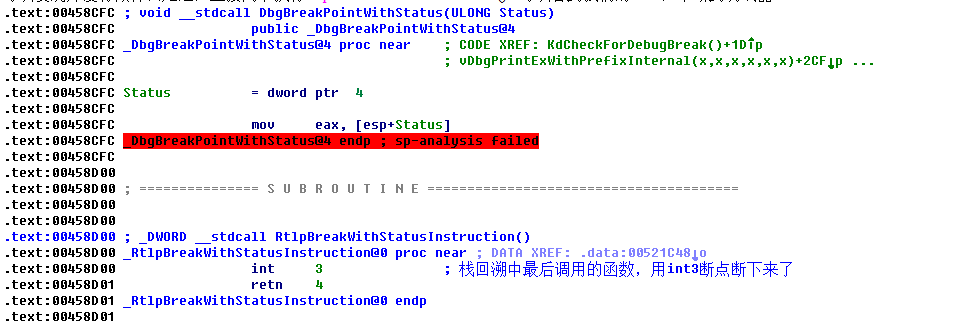 .text:00458CFC ; void __stdcall DbgBreakPointWithStatus(ULONG Status)
.text:00458CFC public _DbgBreakPointWithStatus@4
.text:00458CFC _DbgBreakPointWithStatus@4 proc near ; CODE XREF: KdCheckForDebugBreak()+1D↑p
.text:00458CFC ; vDbgPrintExWithPrefixInternal(x,x,x,x,x,x)+2CF↓p ...
.text:00458CFC
.text:00458CFC Status = dword ptr 4
.text:00458CFC
.text:00458CFC mov eax, [esp+Status]
.text:00458CFC _DbgBreakPointWithStatus@4 endp ; sp-analysis failed
.text:00458CFC
.text:00458D00
.text:00458D00 ; =============== S U B R O U T I N E =======================================
.text:00458D00
.text:00458D00
.text:00458D00 ; _DWORD __stdcall RtlpBreakWithStatusInstruction()
.text:00458D00 _RtlpBreakWithStatusInstruction@0 proc near ; DATA XREF: .data:00521C48↓o
.text:00458D00 int 3 ; 栈回溯中最后调用的函数，用int3断点断下来了
.text:00458D01 retn 4
.text:00458D01 _RtlpBreakWithStatusInstruction@0 endp
.text:00458D01